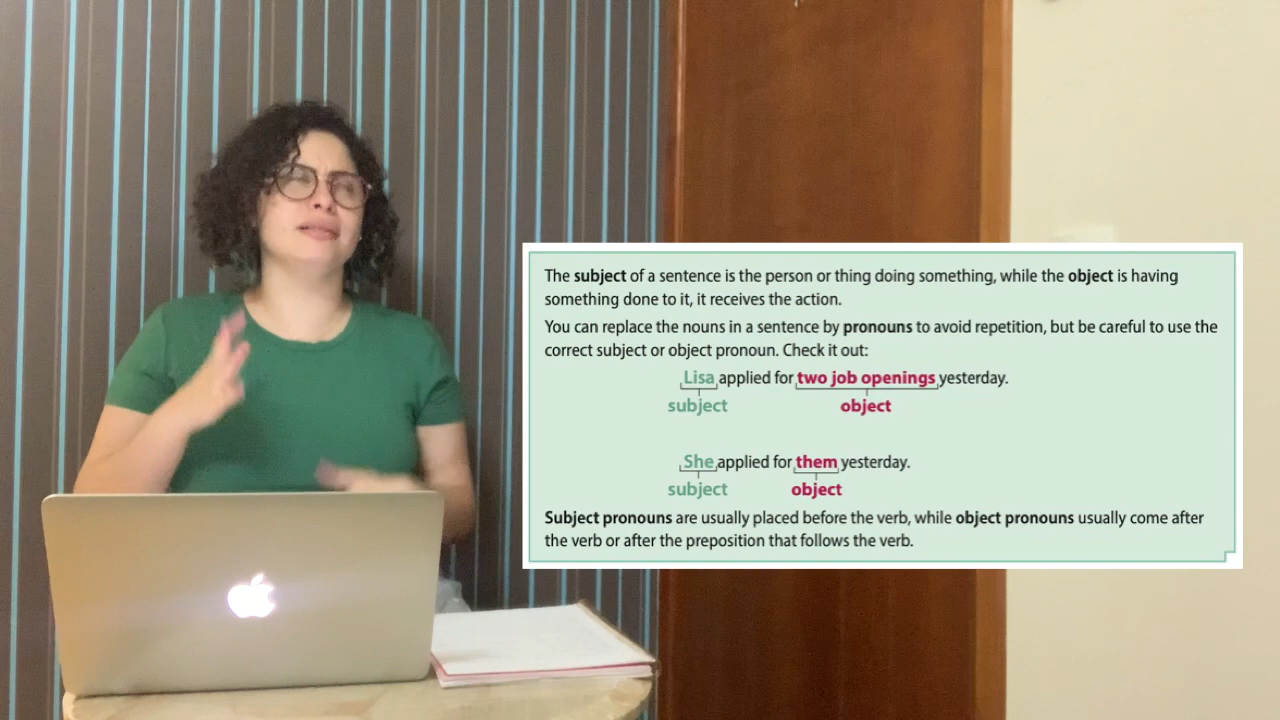 The subject of a sentence is the person or thing doing something, while the object is having
something done to it, it receives the action.
You can replace the nouns in a sentence by pronouns to avoid repetition, but be careful to use the
correct subject or object pronoun. Check it out:
Lisa applied for two job openings yesterday.
subject object
She applied for them yesterday.
subject object
Subject pronouns are usually placed before the verb, while object pronouns usually come after
the verb or after the preposition that follows the verb.